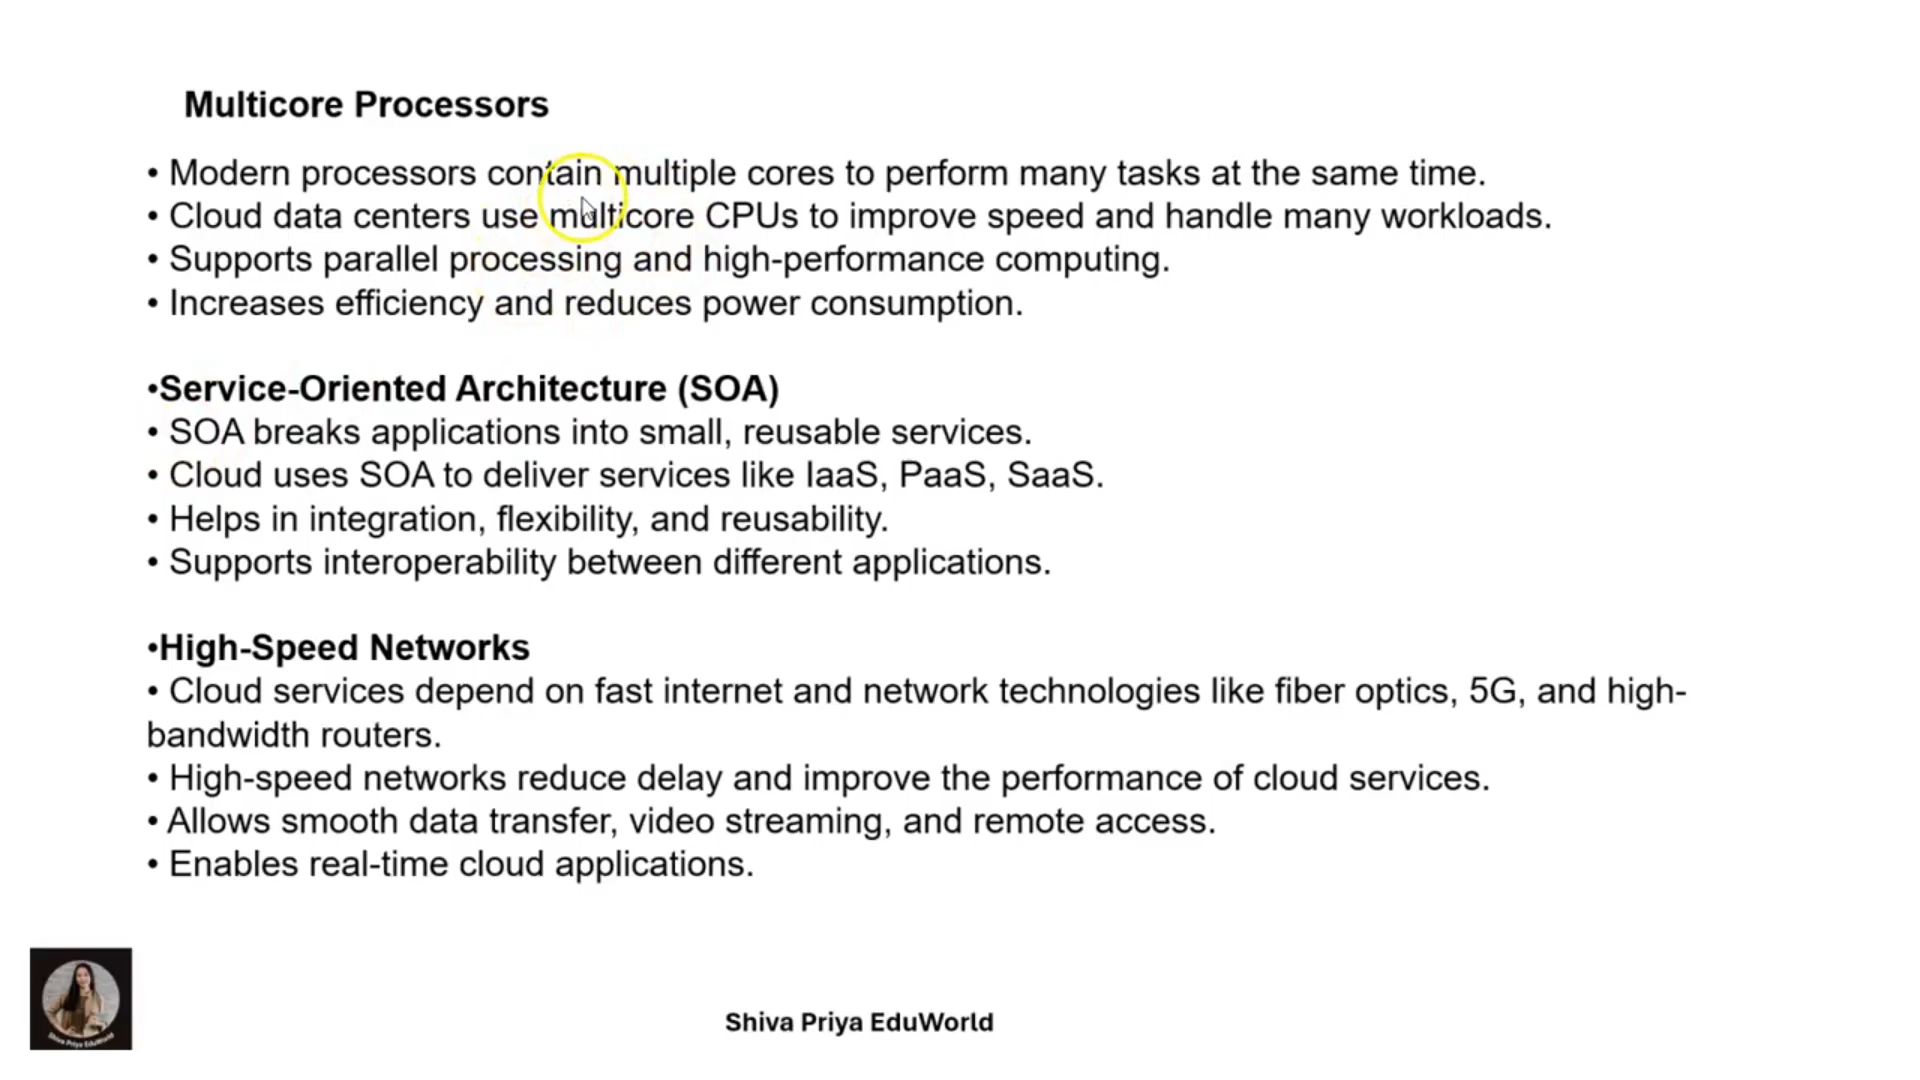 Multicore Processors
• Modern processors contain multiple cores to perform many tasks at the same time.
• Cloud data centers use multicore CPUs to improve speed and handle many workloads.
• Supports parallel processing and high-performance computing.
• Increases efficiency and reduces power consumption.
•Service-Oriented Architecture (SOA)
• SOA breaks applications into small, reusable services.
• Cloud uses SOA to deliver services like IaaS, PaaS, SaaS.
• Helps in integration, flexibility, and reusability.
• Supports interoperability between different applications.
•High-Speed Networks
• Cloud services depend on fast internet and network technologies like fiber optics, 5G, and high-
bandwidth routers.
• High-speed networks reduce delay and improve the performance of cloud services.
• Allows smooth data transfer, video streaming, and remote access.
• Enables real-time cloud applications.
Shiva Priya EduWorld
Shiva Priya EduWorld